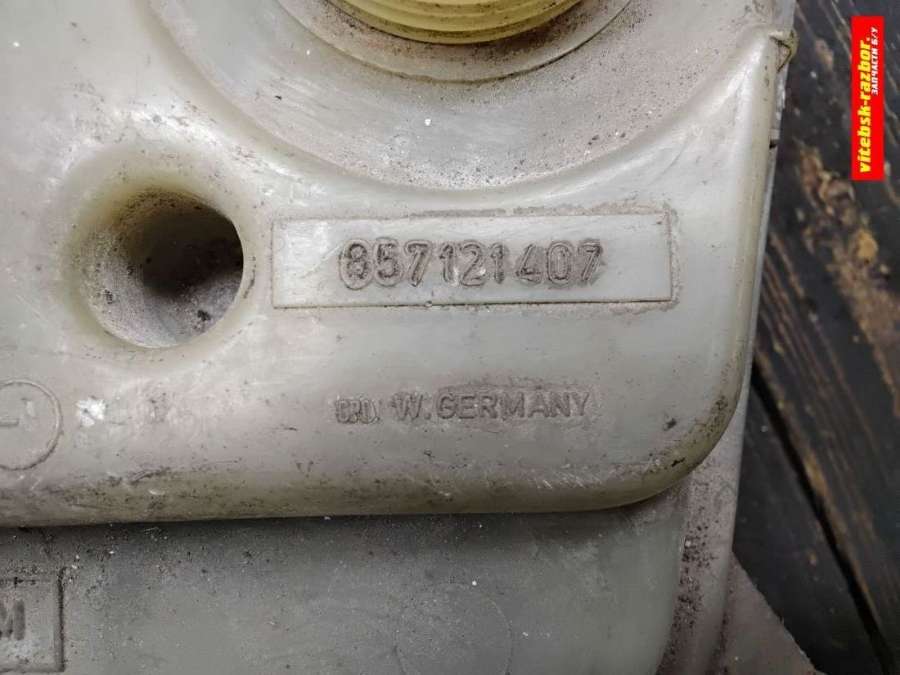 vitebsk-razbor.
ЗАПЧАСТИ Б/У
857121407
W. GERMANY
M